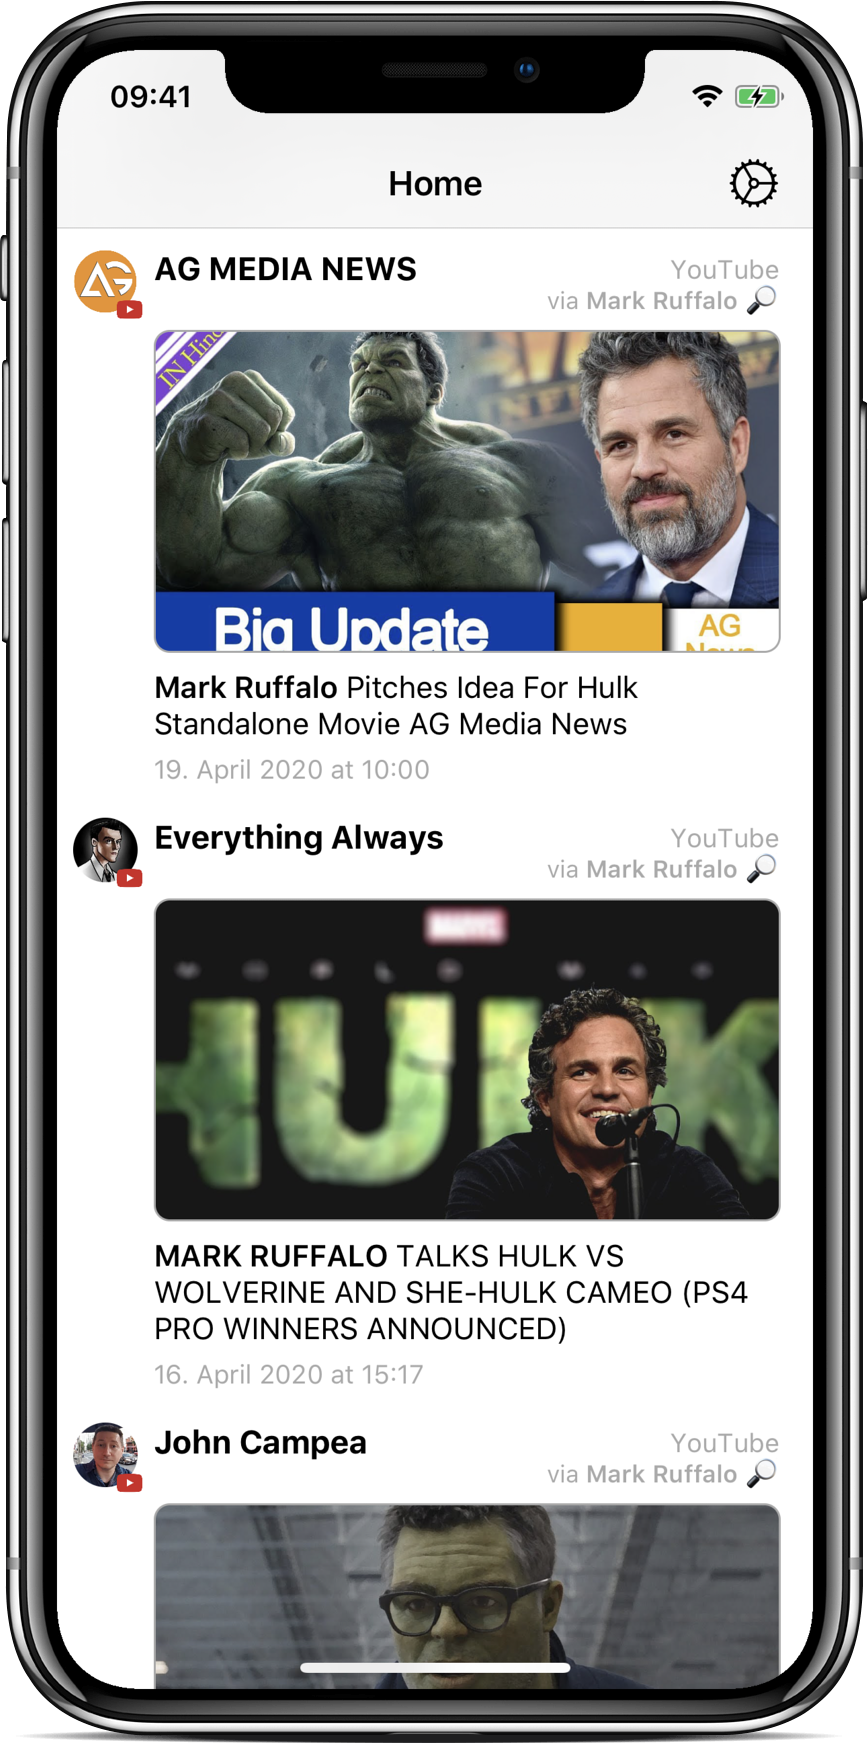 09:41
Home
AG
AG MEDIA NEWS
YouTube
via Mark Ruffalo
IN Hind
Big Update
AG
News
Mark Ruffalo Pitches Idea For Hulk
Standalone Movie AG Media News
19. April 2020 at 10:00
Everything Always
YouTube
via Mark Ruffalo
MARVEL
HULK
MARK RUFFALO TALKS HULK VS
WOLVERINE AND SHE-HULK CAMEO (PS4
PRO WINNERS ANNOUNCED)
16. April 2020 at 15:17
John Campea
YouTube
via Mark Ruffalo